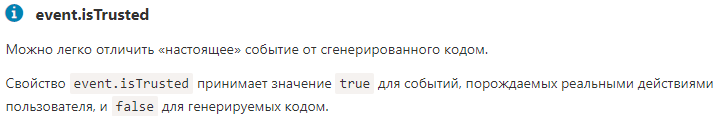 event.isTrusted
Можно легко отличить «настоящее» событие от сгенерированного кодом.
Свойство event.isTrusted принимает значение true для событий, порождаемых реальными действиями
пользователя, и false для генерируемых кодом.